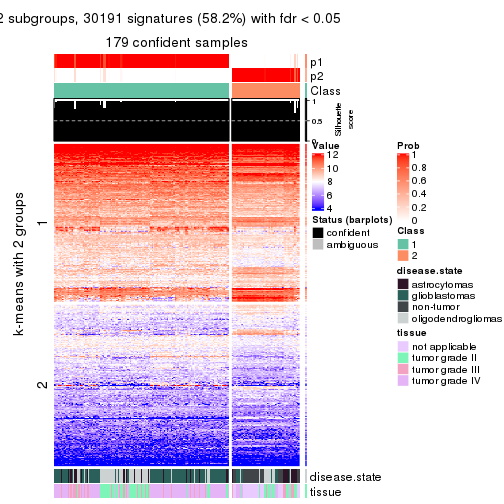 2 subgroups, 30191 signatures (58.2%) with fdr < 0.05
179 confident samples
p1
p2
Class
1
0.5
0
Silhouette
score
k-means with 2 groups
1
2
Value
12
10
8
6
4
Status (barplots)
confident
ambiguous
Prob
1
0.8
0.6
0.4
0.2
0
Class
1
2
disease.state
astrocytomas
glioblastomas
non-tumor
oligodendrogliomas
tissue
not applicable
tumor grade II
tumor grade III
tumor grade IV
disease.state
tissue